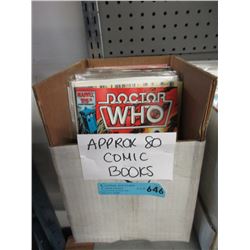 MARVEL
DOCTOR
WHO
APPROX 80
COMIC
BOOKS
646